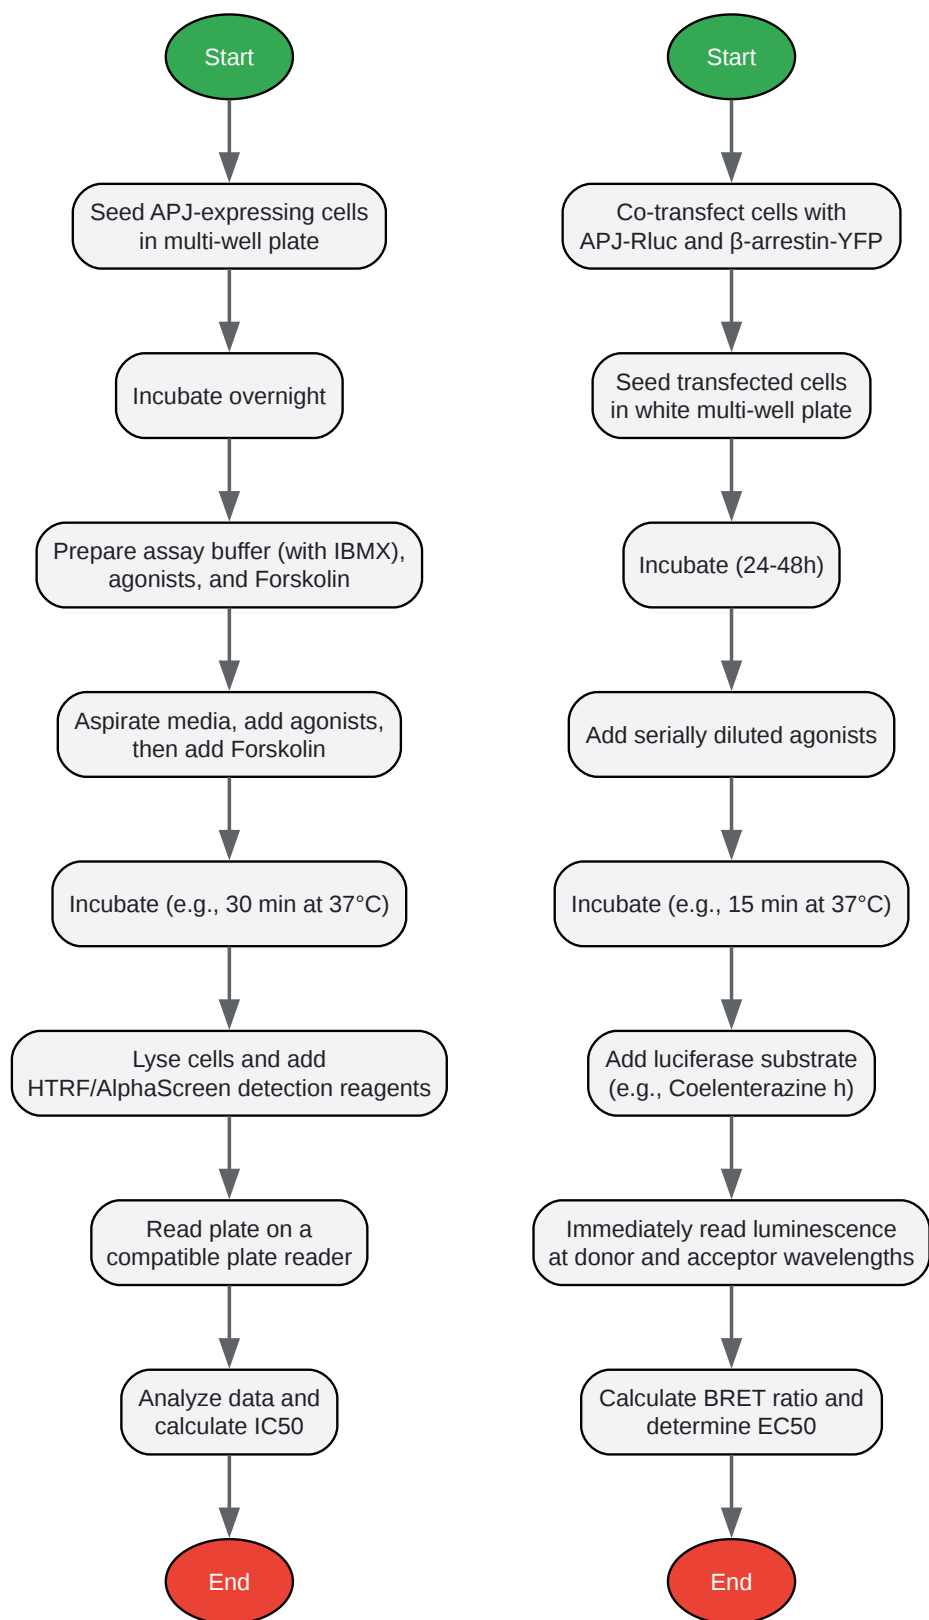 Start
Seed APJ-expressing cells
in multi-well plate
Incubate overnight
Prepare assay buffer (with IBMX),
agonists, and Forskolin
Aspirate media, add agonists,
then add Forskolin
Incubate (e.g., 30 min at 37°C)
Lyse cells and add
HTRF/AlphaScreen detection reagents
Read plate on a
compatible plate reader
Analyze data and
calculate IC50
End
Start
Co-transfect cells with
APJ-Rluc and β-arrestin-YFP
Seed transfected cells
in white multi-well plate
Incubate (24-48h)
Add serially diluted agonists
Incubate (e.g., 15 min at 37°C)
Add luciferase substrate
(e.g., Coelenterazine h)
Immediately read luminescence
at donor and acceptor wavelengths
Calculate BRET ratio and
determine EC50
End